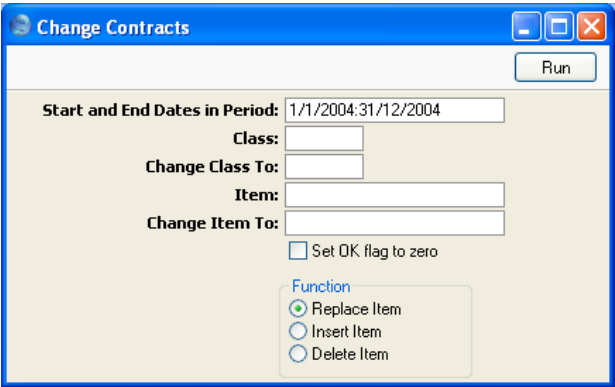 Change Contracts
Run
Start and End Dates in Period: 1/1/2004:31/12/2004
Class:
Change Class To:
Item:
Change Item To:
Set OK flag to zero
Function
Replace Item
Insert Item
Delete Item